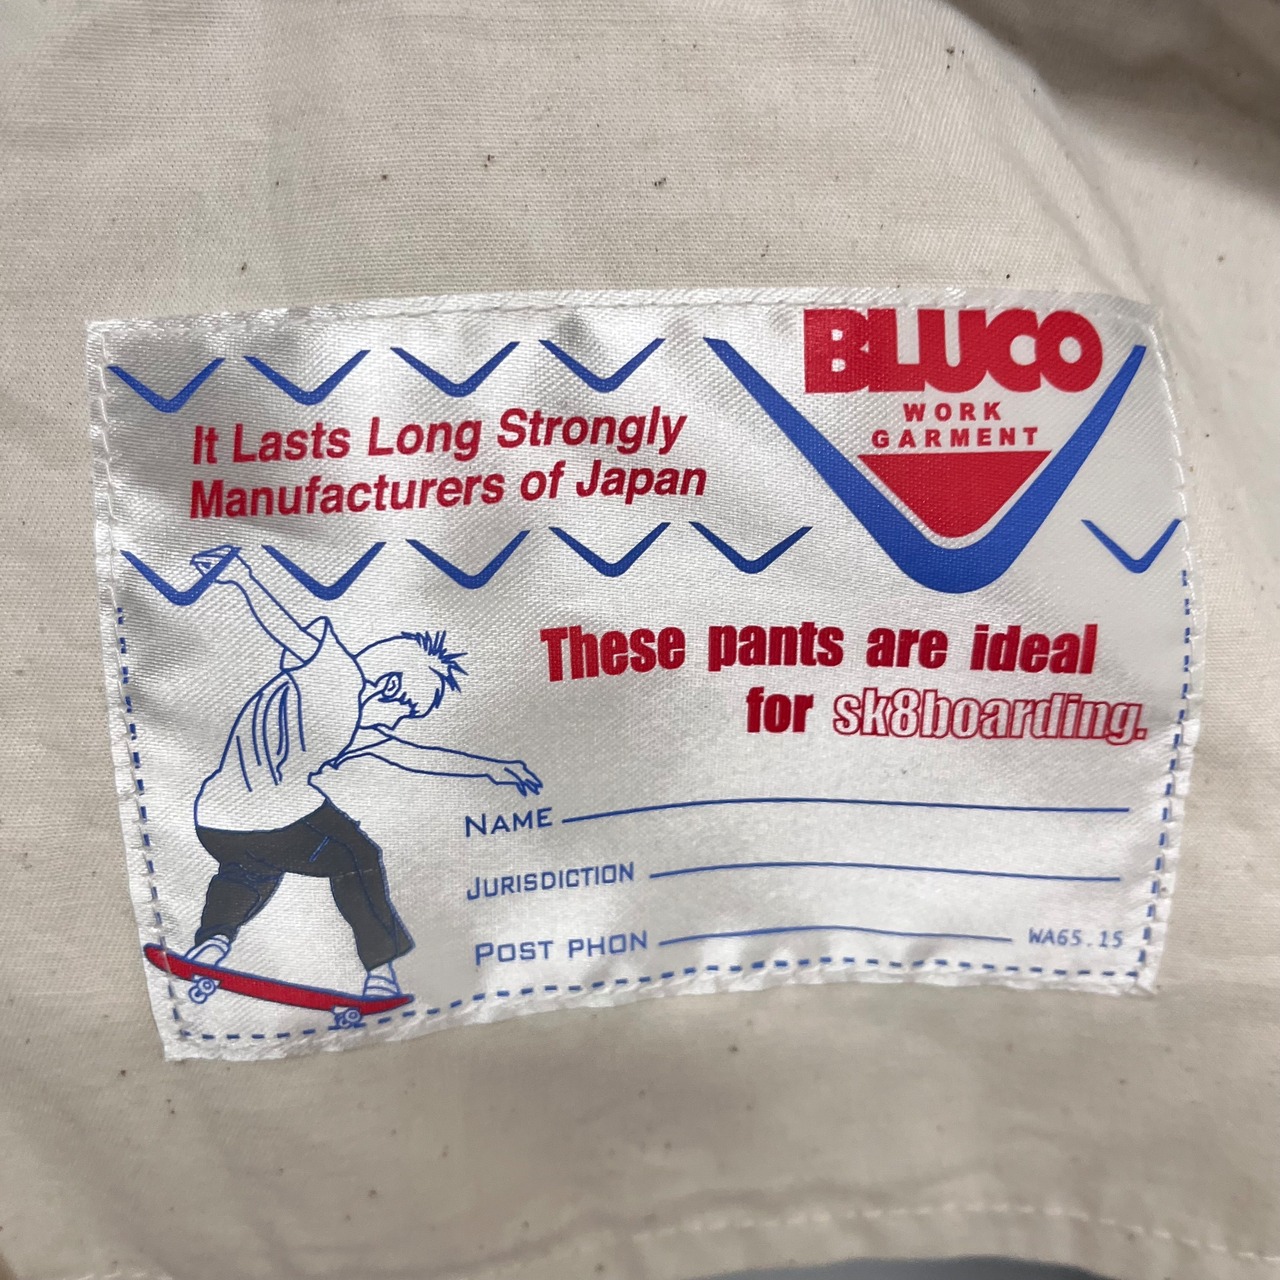 BLUCO
WORK
GARMENT
It Lasts Long Strongly
Manufacturers of Japan
These pants are ideal
for sk8boarding.
NAME
JURISDICTION
POST PHON
WA65.15